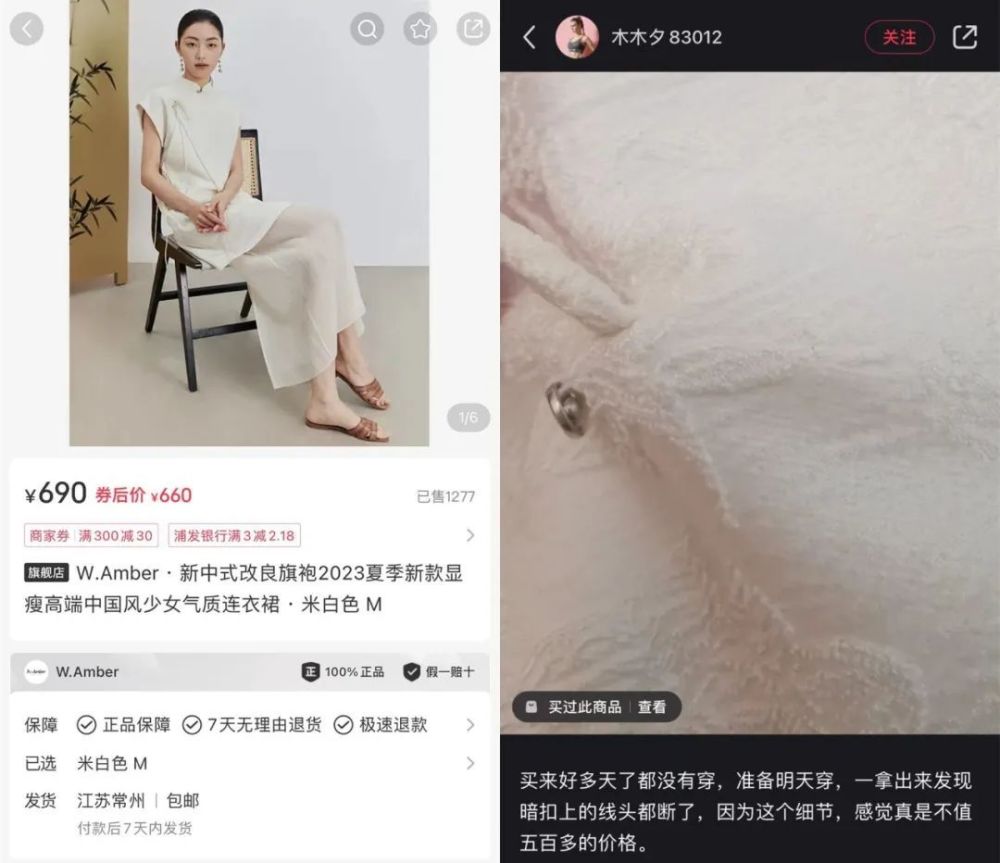 1/6
¥690 券后价 ¥660
已售1277
商家券 满300减30 浦发银行满3减2.18
旗舰店 W.Amber · 新中式改良旗袍2023夏季新款显
瘦高端中国风少女气质连衣裙 · 米白色 M
W.Amber 正 100%正品 假一赔十
保障 正品保障 7天无理由退货 极速退款
已选 米白色 M
发货 江苏常州 | 包邮
付款后7天内发货
木木夕83012 关注
买过此商品 | 查看
买来好多天了都没有穿，准备明天穿，一拿出来发现
暗扣上的线头都断了，因为这个细节，感觉真是不值
五百多的价格。